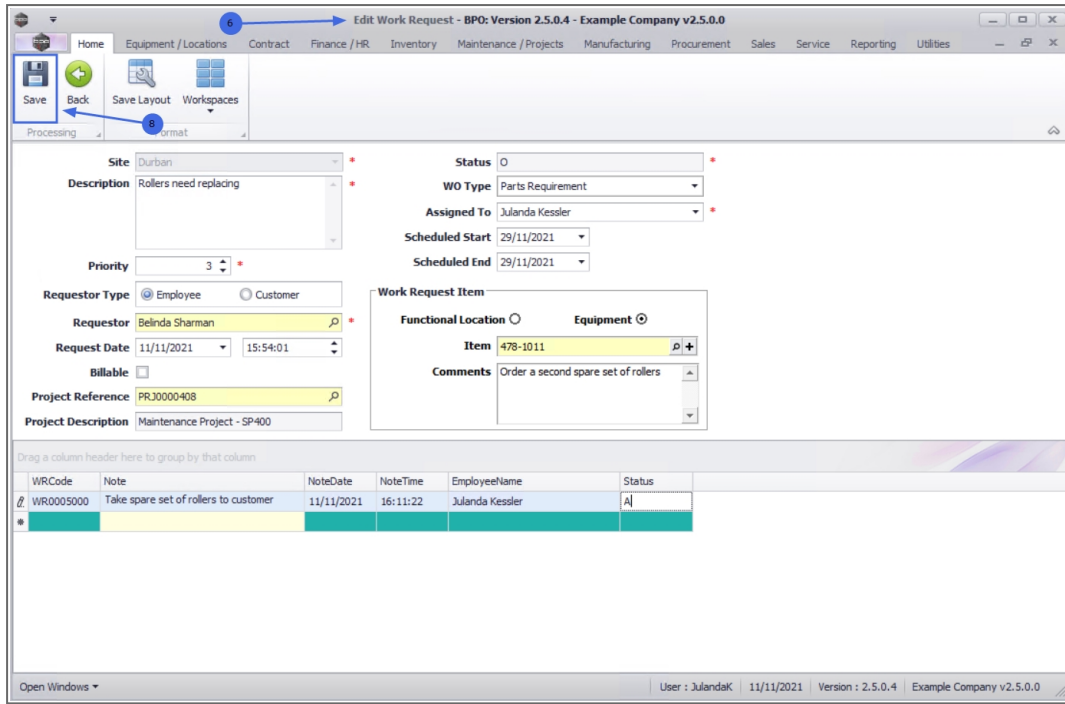 6
Edit Work Request - BPO: Version 2.5.0.4 - Example Company v2.5.0.0
Home Equipment / Locations Contract Finance / HR Inventory Maintenance / Projects Manufacturing Procurement Sales Service Reporting Utilities
Save Back Save Layout Workspaces
8
Processing Format
Site Durban * Status O *
Description Rollers need replacing * WO Type Parts Requirement
Assigned To Julanda Kessler *
Scheduled Start 29/11/2021
Priority 3 * Scheduled End 29/11/2021
Requestor Type Employee Customer Work Request Item
Requestor Belinda Sharman * Functional Location Equipment
Request Date 11/11/2021 15:54:01 Item 478-1011
Billable Comments Order a second spare set of rollers
Project Reference PRJ0000408
Project Description Maintenance Project - SP400
Drag a column header here to group by that column
WRCode Note NoteDate NoteTime EmployeeName Status
WR0005000 Take spare set of rollers to customer 11/11/2021 16:11:22 Julanda Kessler A
Open Windows User : JulandaK 11/11/2021 Version : 2.5.0.4 Example Company v2.5.0.0